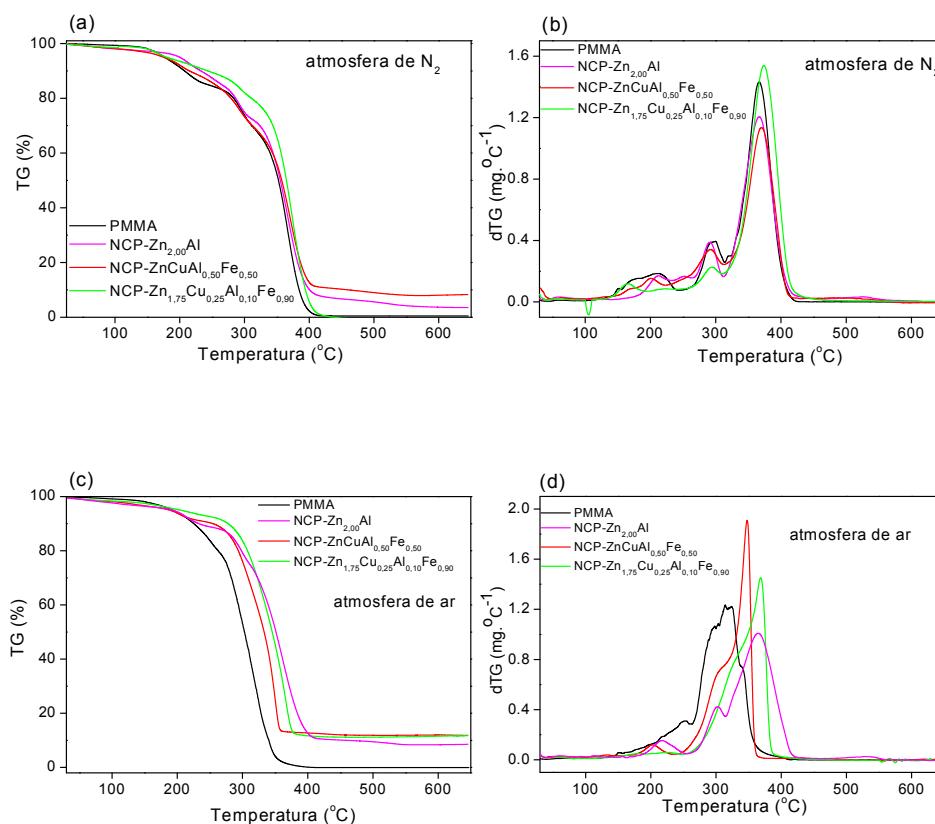 (a)
TG (%)
100
80
60
40
20
0
atmosfera de N₂
PMMA
NCP-Zn₂,₀₀Al
NCP-ZnCuAl₀,₅₀Fe₀,₅₀
NCP-Zn₁,₇₅Cu₀,₂₅Al₀,₁₀Fe₀,₉₀
100 200 300 400 500 600
Temperatura (°C)
(b)
dTG (mg.°C⁻¹)
1.6
1.2
0.8
0.4
0.0
PMMA
NCP-Zn₂,₀₀Al
NCP-ZnCuAl₀,₅₀Fe₀,₅₀
NCP-Zn₁,₇₅Cu₀,₂₅Al₀,₁₀Fe₀,₉₀
atmosfera de N₂
100 200 300 400 500 600
Temperatura (°C)
(c)
TG (%)
100
80
60
40
20
0
PMMA
NCP-Zn₂,₀₀Al
NCP-ZnCuAl₀,₅₀Fe₀,₅₀
NCP-Zn₁,₇₅Cu₀,₂₅Al₀,₁₀Fe₀,₉₀
atmosfera de ar
100 200 300 400 500 600
Temperatura (°C)
(d)
dTG (mg.°C⁻¹)
2.0
1.6
1.2
0.8
0.4
0.0
PMMA
NCP-Zn₂,₀₀Al
NCP-ZnCuAl₀,₅₀Fe₀,₅₀
NCP-Zn₁,₇₅Cu₀,₂₅Al₀,₁₀Fe₀,₉₀
atmosfera de ar
100 200 300 400 500 600
Temperatura (°C)